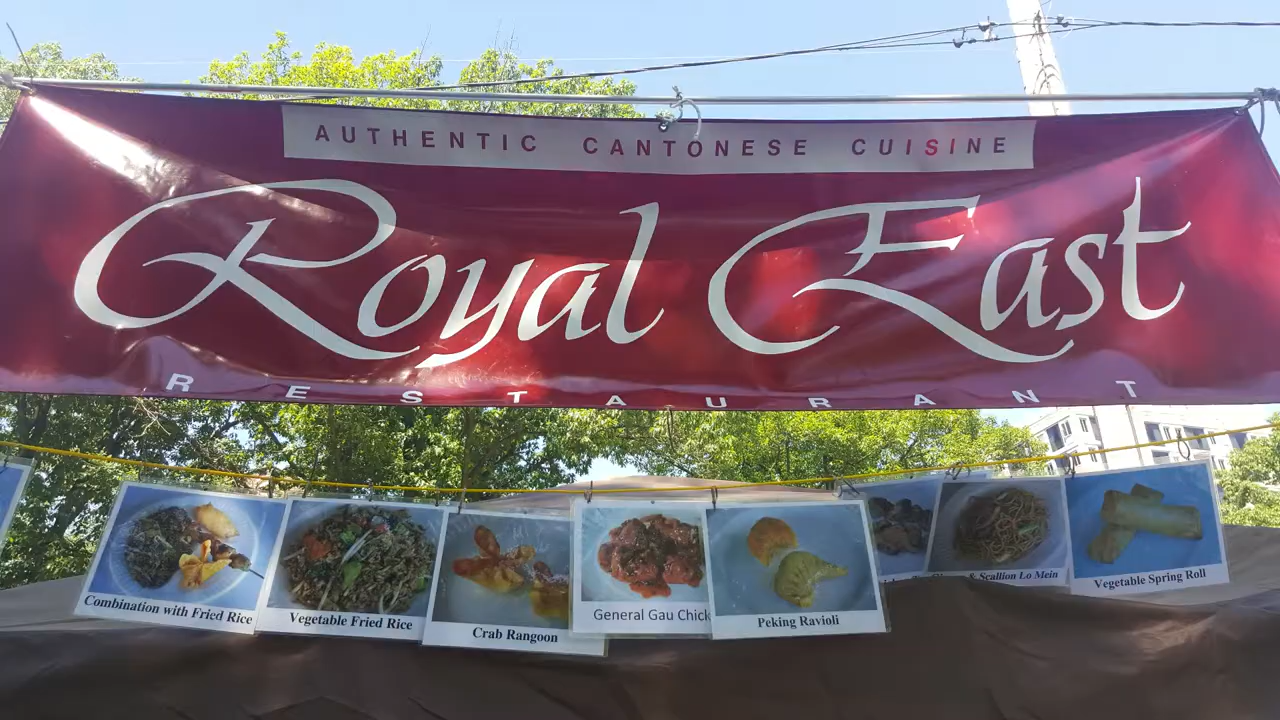 AUTHENTIC CANTONESE CUISINE
Royal East
RESTAURANT
Combination with Fried Rice
Vegetable Fried Rice
Crab Rangoon
General Gau Chick
Peking Ravioli
& Scallion Lo Mein
Vegetable Spring Roll